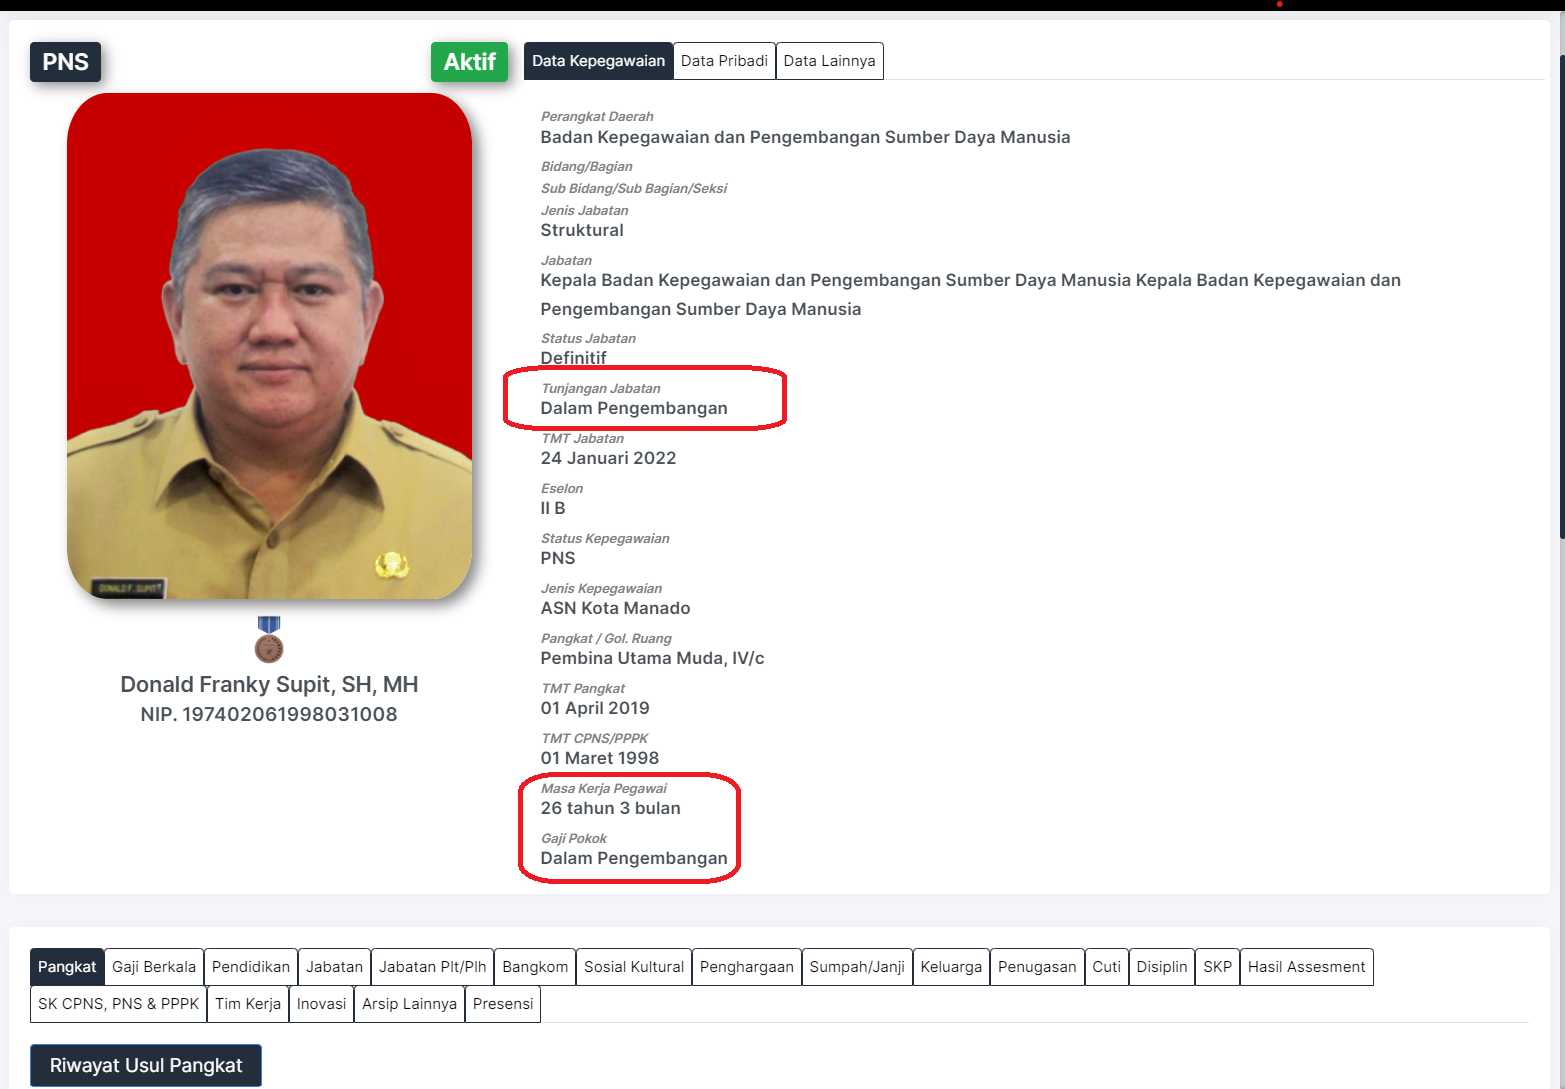 PNS
Aktif
DONALD F. SUPIT
Donald Franky Supit, SH, MH
NIP. 197402061998031008
Data Kepegawaian
Data Pribadi
Data Lainnya
Perangkat Daerah
Badan Kepegawaian dan Pengembangan Sumber Daya Manusia
Bidang/Bagian
Sub Bidang/Sub Bagian/Seksi
Jenis Jabatan
Struktural
Jabatan
Kepala Badan Kepegawaian dan Pengembangan Sumber Daya Manusia Kepala Badan Kepegawaian dan
Pengembangan Sumber Daya Manusia
Status Jabatan
Definitif
Tunjangan Jabatan
Dalam Pengembangan
TMT Jabatan
24 Januari 2022
Eselon
II B
Status Kepegawaian
PNS
Jenis Kepegawaian
ASN Kota Manado
Pangkat / Gol. Ruang
Pembina Utama Muda, IV/c
TMT Pangkat
01 April 2019
TMT CPNS/PPPK
01 Maret 1998
Masa Kerja Pegawai
26 tahun 3 bulan
Gaji Pokok
Dalam Pengembangan
Pangkat
Gaji Berkala
Pendidikan
Jabatan
Jabatan Plt/Plh
Bangkom
Sosial Kultural
Penghargaan
Sumpah/Janji
Keluarga
Penugasan
Cuti
Disiplin
SKP
Hasil Assesment
SK CPNS, PNS & PPPK
Tim Kerja
Inovasi
Arsip Lainnya
Presensi
Riwayat Usul Pangkat